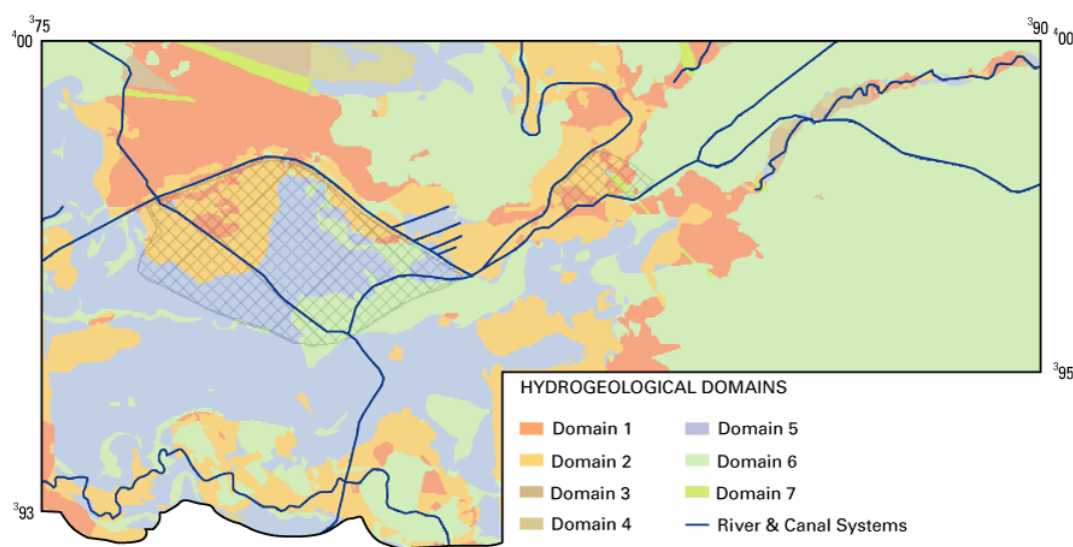 375
390
400
400
395
HYDROGEOLOGICAL DOMAINS
Domain 1
Domain 5
Domain 2
Domain 6
Domain 3
Domain 7
Domain 4
River & Canal Systems
393